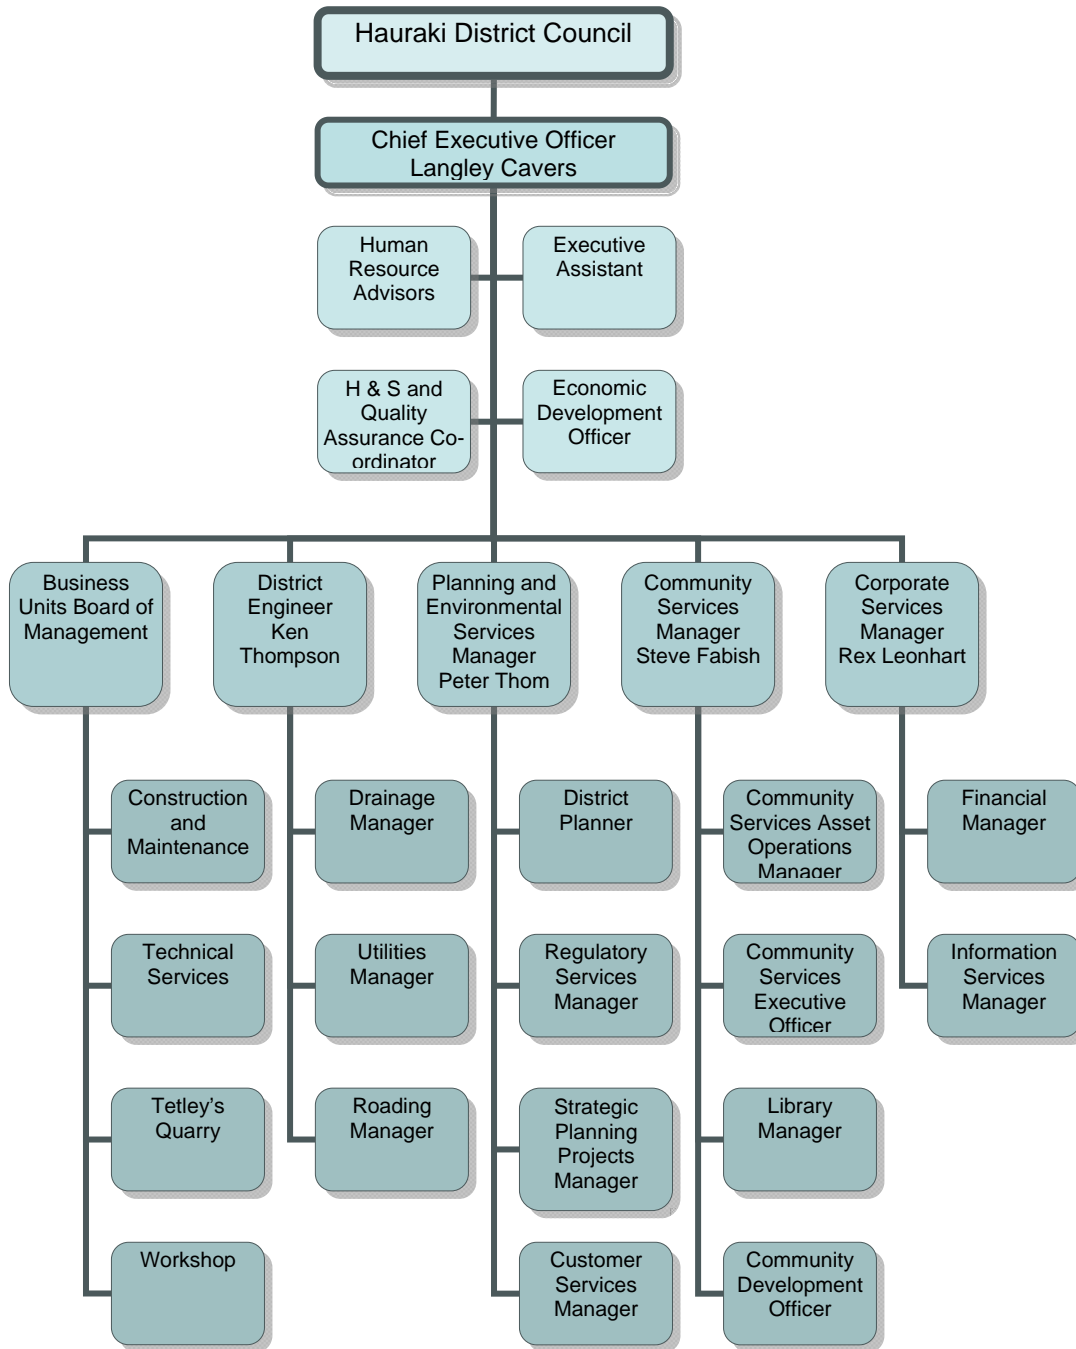 Hauraki District Council
Chief Executive Officer
Langley Cavers
Human
Resource
Advisors
Executive
Assistant
H & S and
Quality
Assurance Co-
ordinator
Economic
Development
Officer
Business
Units Board of
Management
District
Engineer
Ken
Thompson
Planning and
Environmental
Services
Manager
Peter Thom
Community
Services
Manager
Steve Fabish
Corporate
Services
Manager
Rex Leonhart
Construction
and
Maintenance
Drainage
Manager
District
Planner
Community
Services Asset
Operations
Manager
Financial
Manager
Technical
Services
Utilities
Manager
Regulatory
Services
Manager
Community
Services
Executive
Officer
Information
Services
Manager
Tetley’s
Quarry
Roading
Manager
Strategic
Planning
Projects
Manager
Library
Manager
Workshop
Customer
Services
Manager
Community
Development
Officer